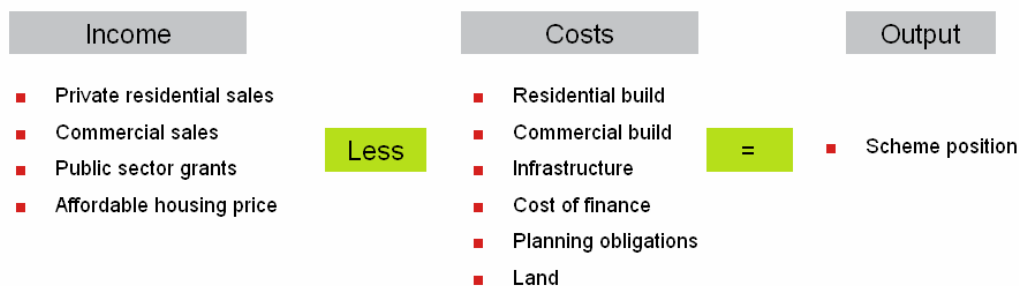 Income
Private residential sales
Commercial sales
Public sector grants
Affordable housing price
Less
Costs
Residential build
Commercial build
Infrastructure
Cost of finance
Planning obligations
Land
=
Output
Scheme position